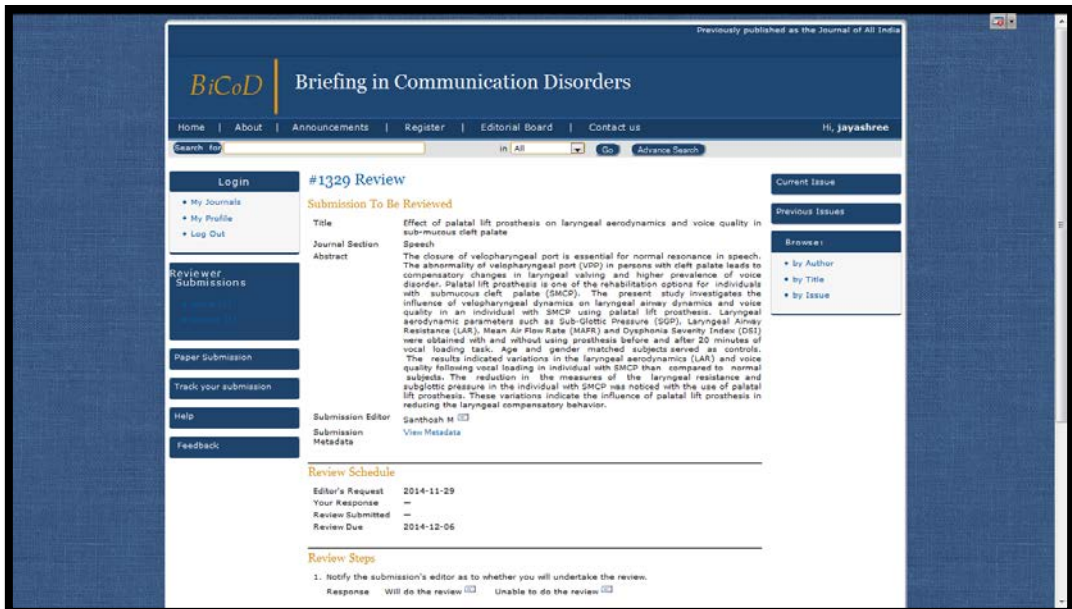 Previously published as the Journal of All India
BiCoD
Briefing in Communication Disorders
Home | About | Announcements | Register | Editorial Board | Contact us
Hi, jayashree
Search for
in All
Go
Advance Search
Login
• My Journals
• My Profile
• Log Out
Reviewer
Submissions
Paper Submission
Track your submission
Help
Feedback
#1329 Review
Submission To Be Reviewed
Title Effect of palatal lift prosthesis on laryngeal aerodynamics and voice quality in
sub-mucous cleft palate
Journal Section Speech
Abstract The closure of velopharyngeal port is essential for normal resonance in speech.
The abnormality of velopharyngeal port (VPP) in persons with cleft palate leads to
compensatory changes in laryngeal valving and higher prevalence of voice
disorder. Palatal lift prosthesis is one of the rehabilitation options for individuals
with submucous cleft palate (SMCP). The present study investigates the
influence of velopharyngeal dynamics on laryngeal airway dynamics and voice
quality in an individual with SMCP using palatal lift prosthesis. Laryngeal
aerodynamic parameters such as Sub-Glottic Pressure (SGP), Laryngeal Airway
Resistance (LAR), Mean Air Flow Rate (MAFR) and Dysphonia Severity Index (DSI)
were obtained with and without using prosthesis before and after 20 minutes of
vocal loading task. Age and gender matched subjects served as controls.
The results indicated variations in the laryngeal aerodynamics (LAR) and voice
quality following vocal loading in individual with SMCP than compared to normal
subjects. The reduction in the measures of the laryngeal resistance and
subglottic pressure in the individual with SMCP was noticed with the use of palatal
lift prosthesis. These variations indicate the influence of palatal lift prosthesis in
reducing the laryngeal compensatory behavior.
Submission Editor Santhosh M
Submission View Metadata
Metadata
Review Schedule
Editor's Request 2014-11-29
Your Response —
Review Submitted —
Review Due 2014-12-06
Review Steps
1. Notify the submission's editor as to whether you will undertake the review.
Response Will do the review Unable to do the review
Current Issue
Previous Issues
Browse:
• by Author
• by Title
• by Issue